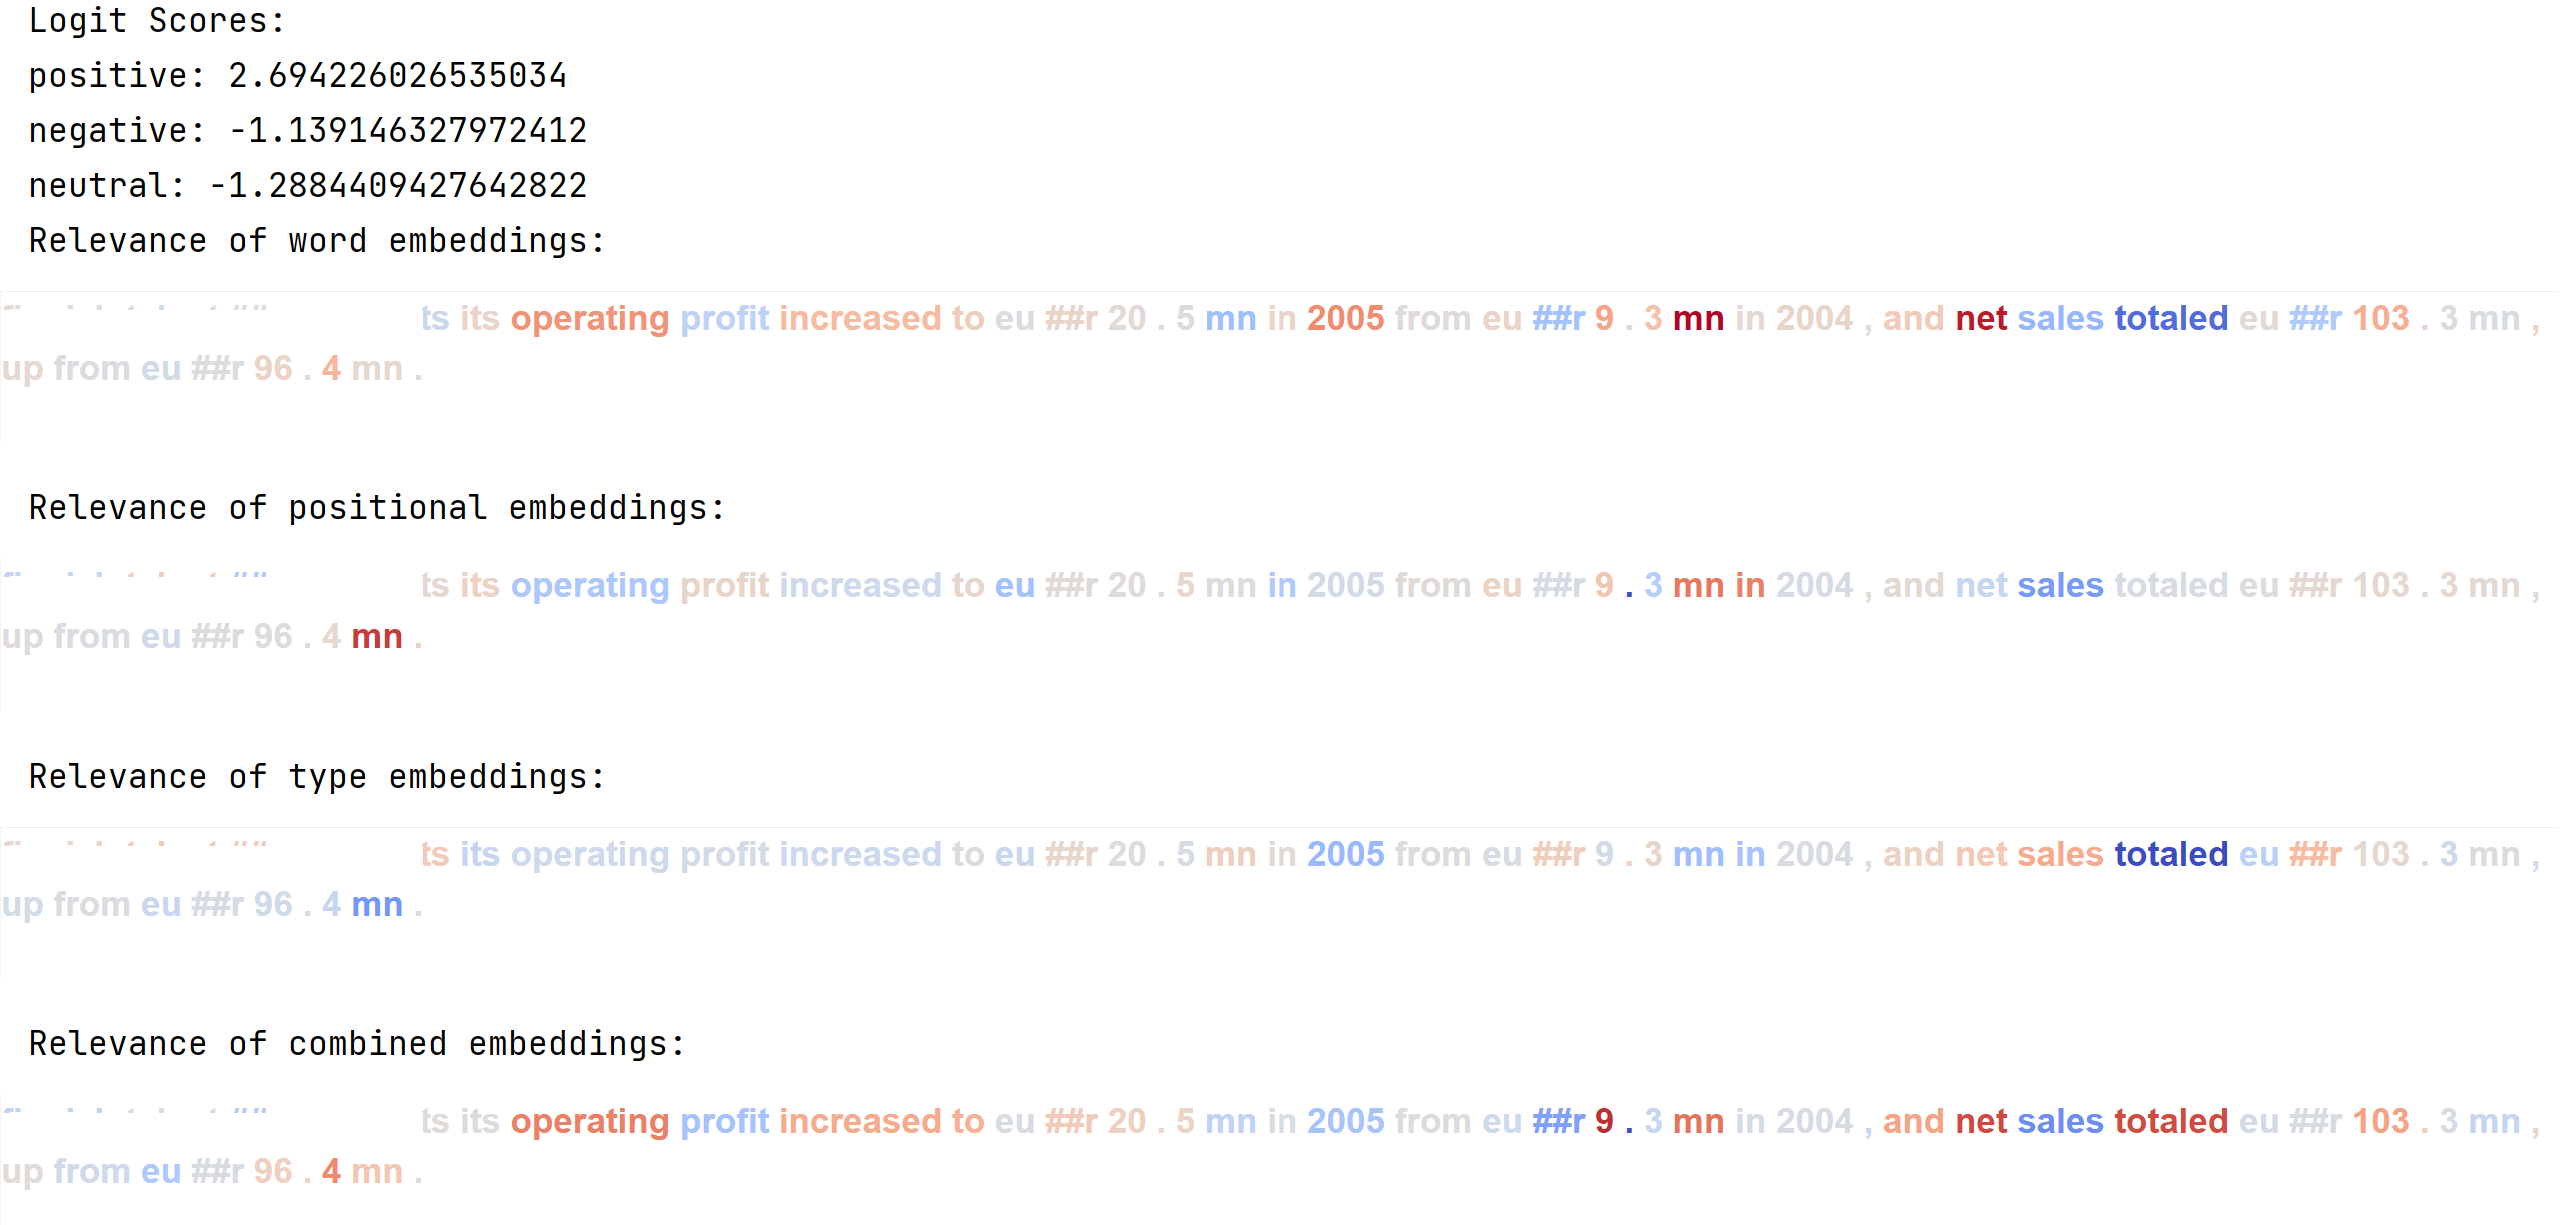 Logit Scores:
positive: 2.694226026535034
negative: -1.139146327972412
neutral: -1.2884409427642822
Relevance of word embeddings:
its operating profit increased to eu ##r 20 . 5 mn in 2005 from eu ##r 9 . 3 mn in 2004 , and net sales totaled eu ##r 103 . 3 mn ,
up from eu ##r 96 . 4 mn .
Relevance of positional embeddings:
its operating profit increased to eu ##r 20 . 5 mn in 2005 from eu ##r 9 . 3 mn in 2004 , and net sales totaled eu ##r 103 . 3 mn ,
up from eu ##r 96 . 4 mn .
Relevance of type embeddings:
its operating profit increased to eu ##r 20 . 5 mn in 2005 from eu ##r 9 . 3 mn in 2004 , and net sales totaled eu ##r 103 . 3 mn ,
up from eu ##r 96 . 4 mn .
Relevance of combined embeddings:
its operating profit increased to eu ##r 20 . 5 mn in 2005 from eu ##r 9 . 3 mn in 2004 , and net sales totaled eu ##r 103 . 3 mn ,
up from eu ##r 96 . 4 mn .